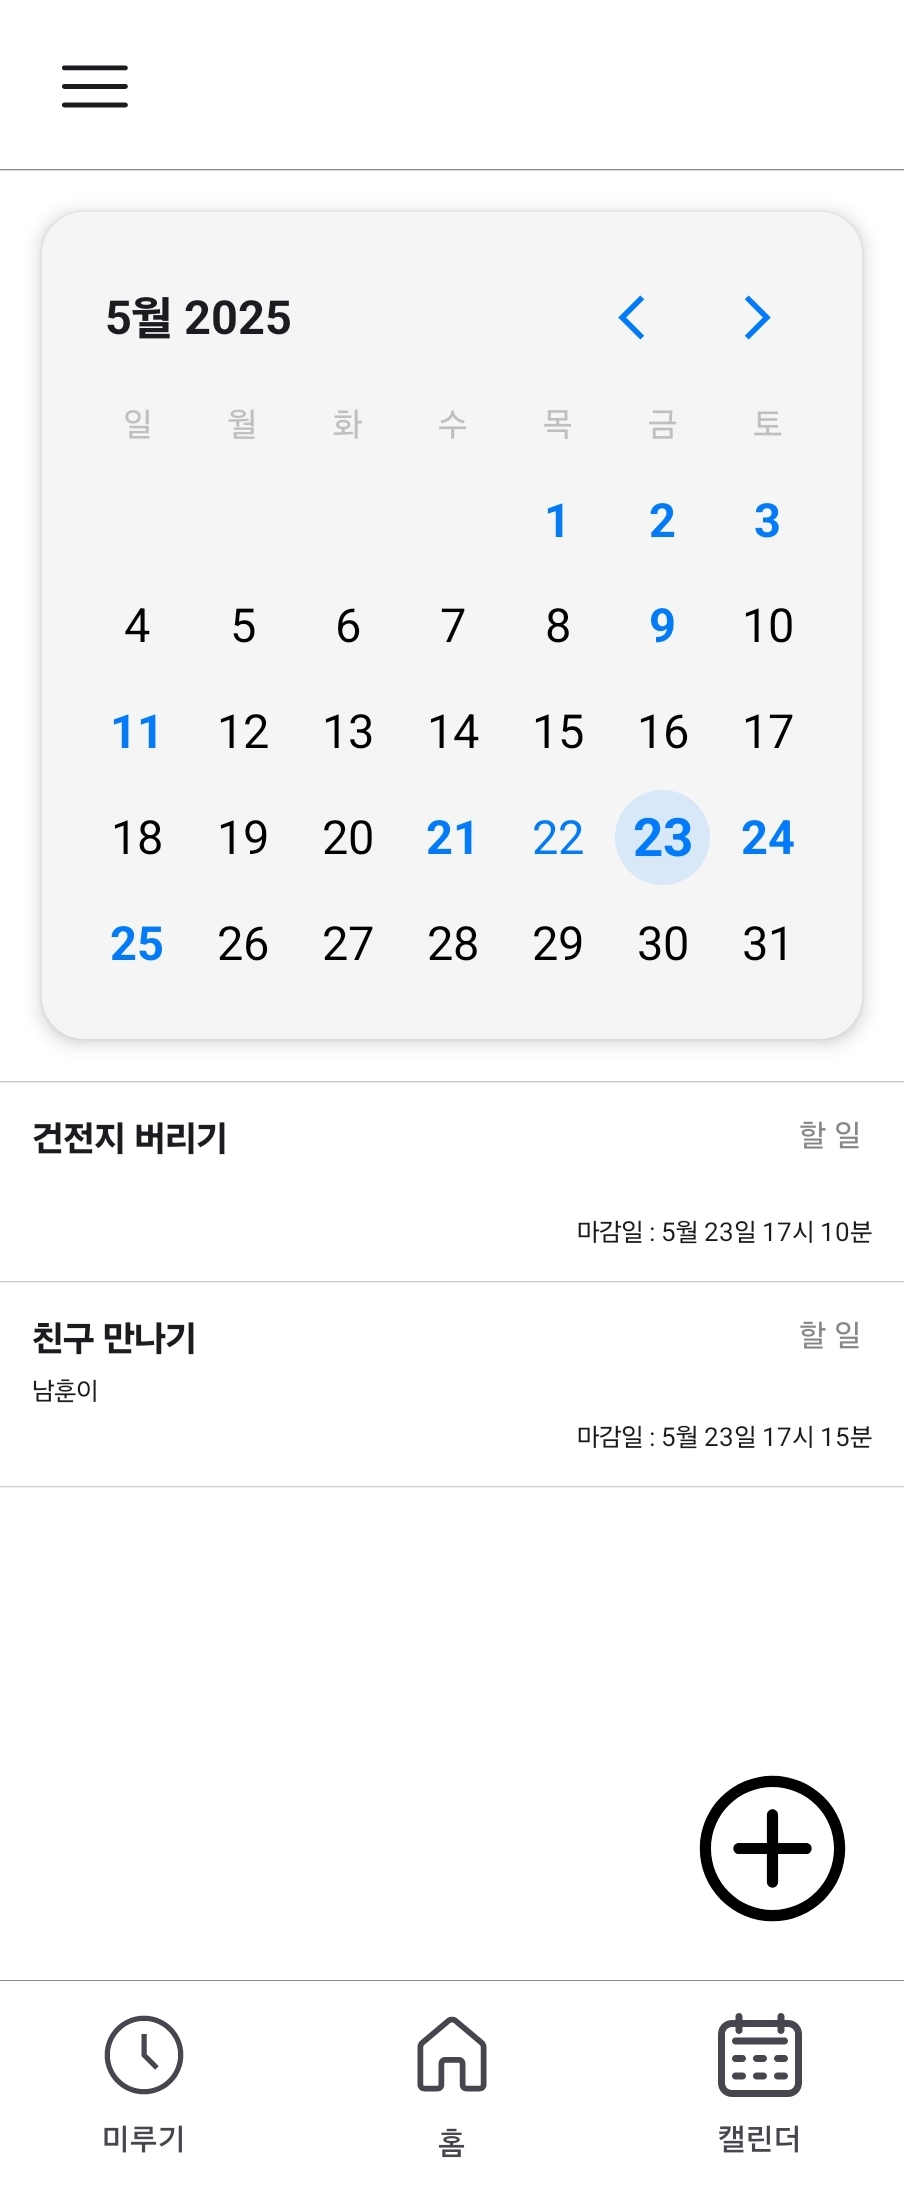 5월 2025
일 월 화 수 목 금 토
1 2 3
4 5 6 7 8 9 10
11 12 13 14 15 16 17
18 19 20 21 22 23 24
25 26 27 28 29 30 31
건전지 버리기 할 일
마감일 : 5월 23일 17시 10분
친구 만나기 할 일
남훈이
마감일 : 5월 23일 17시 15분
미루기 홈 캘린더